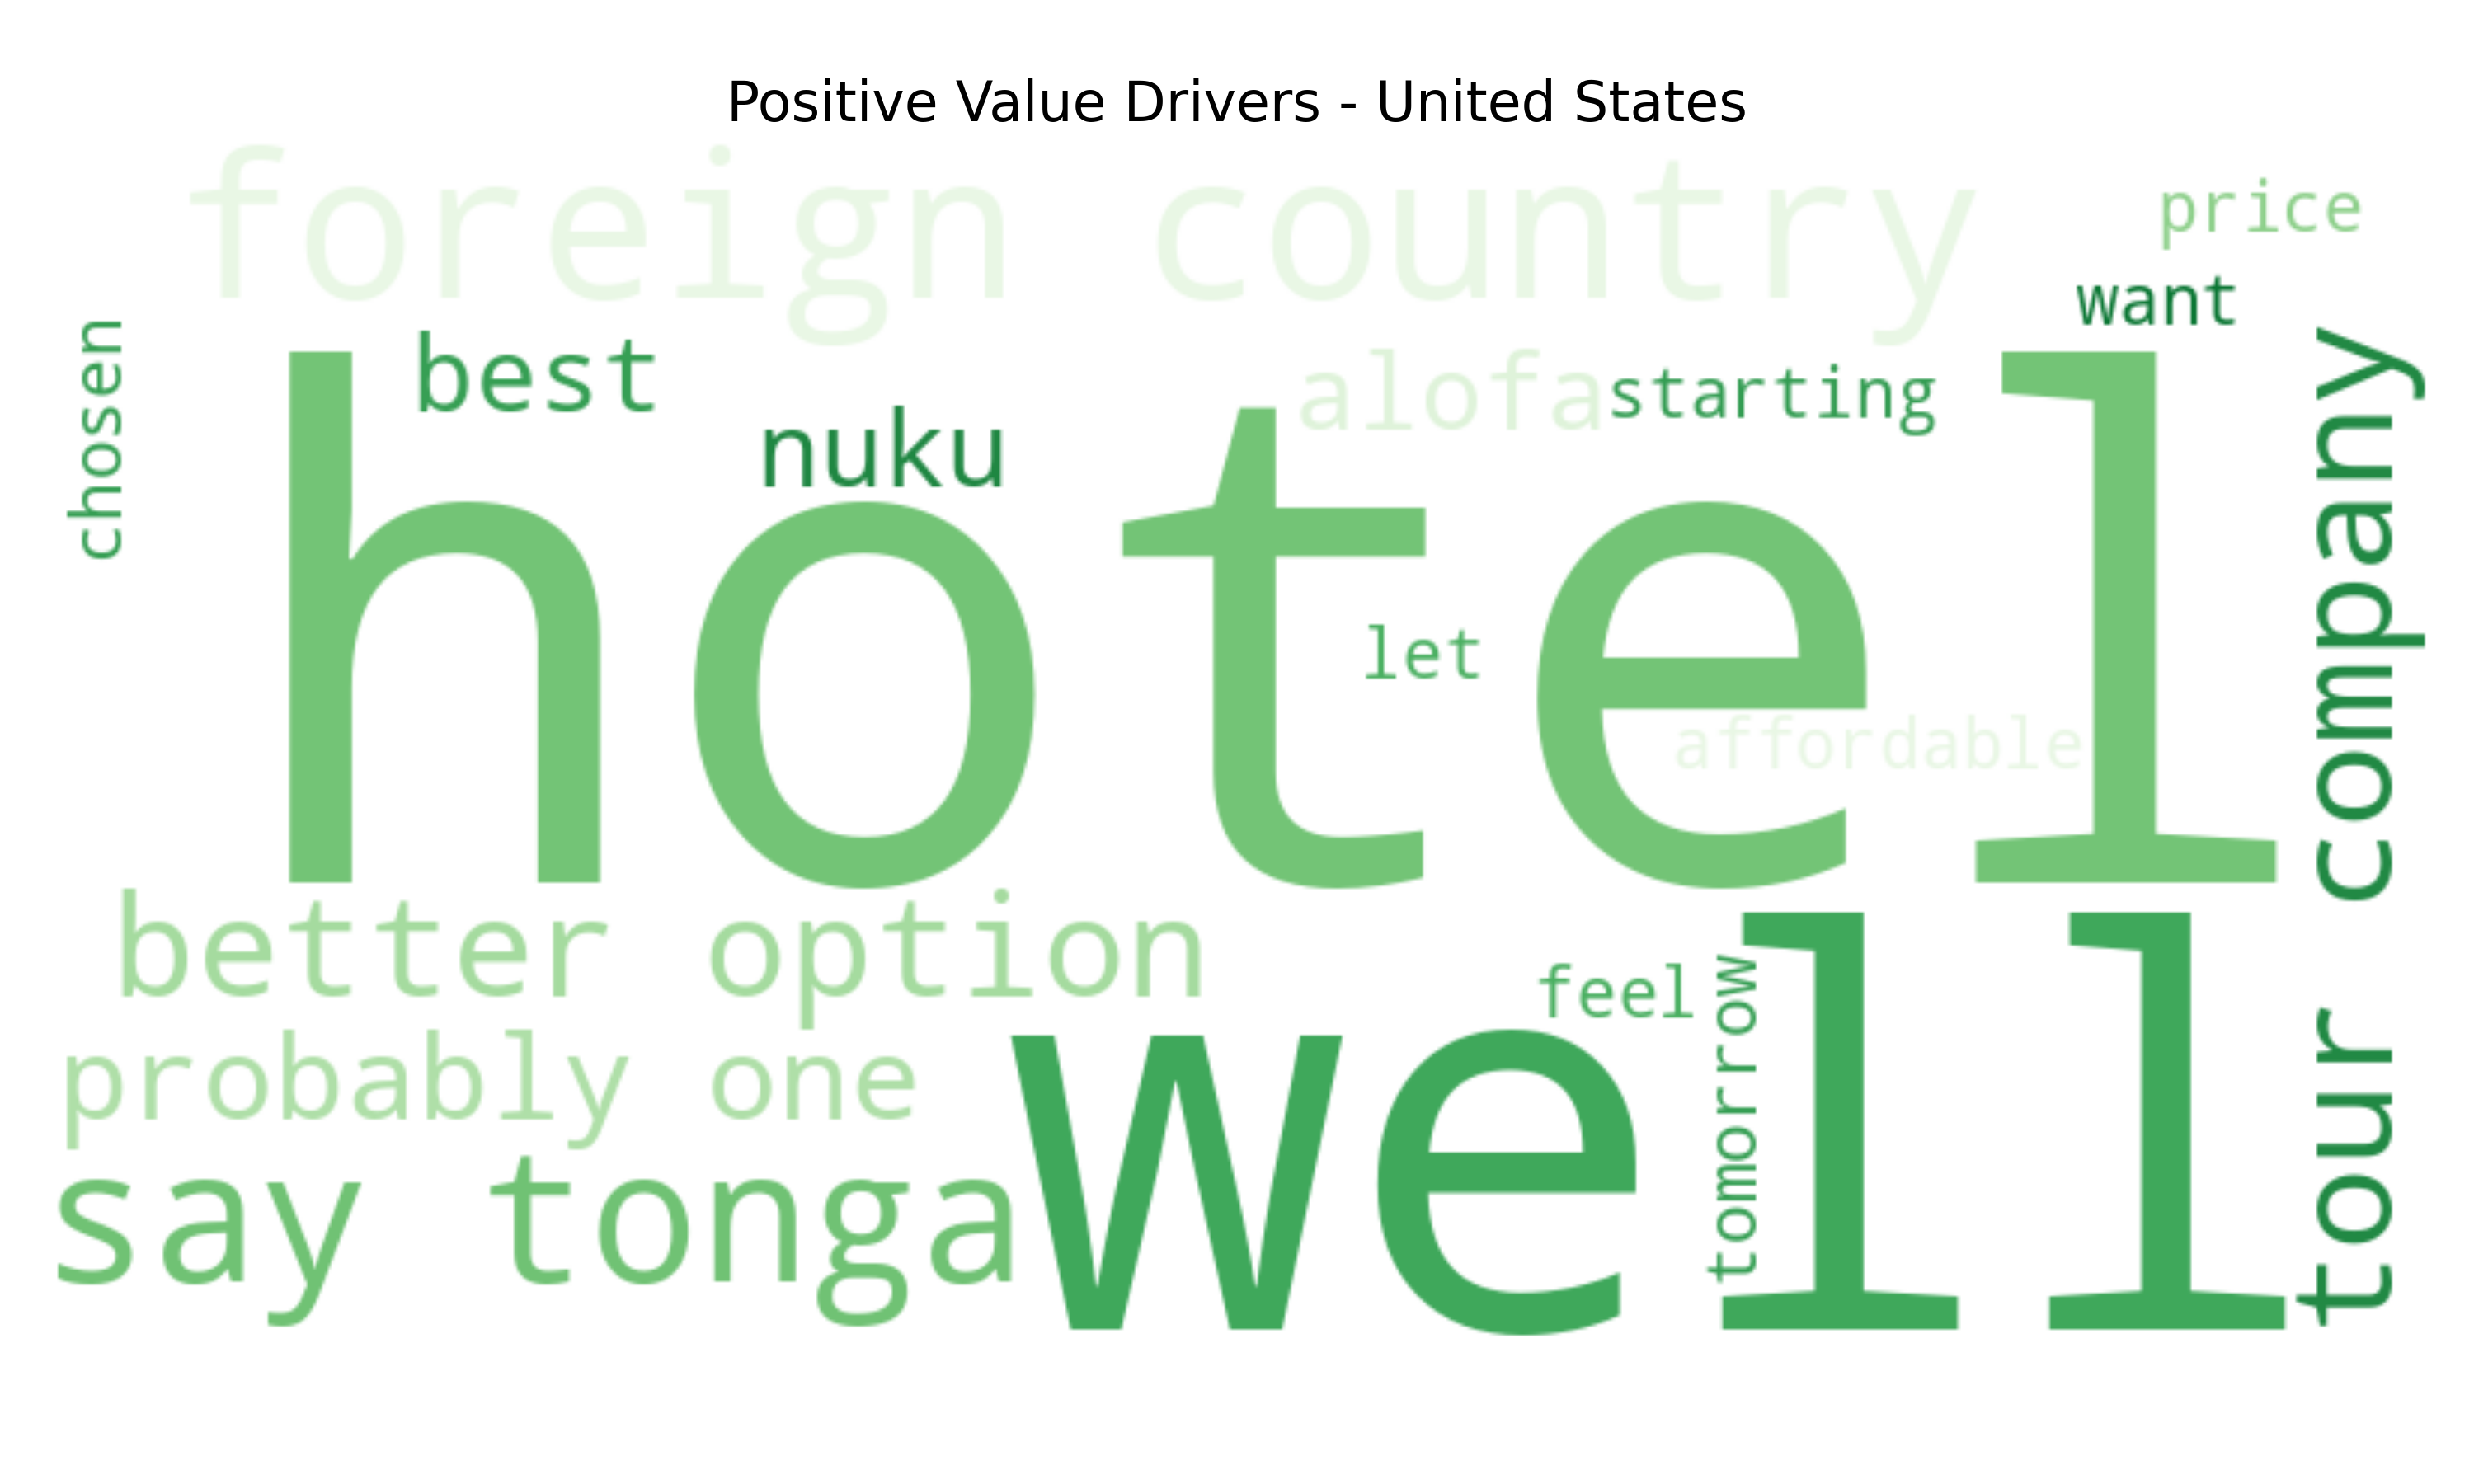 Positive Value Drivers - United States
foreign country
price
want
chosen
best
alofa
starting
nuku
hotel
let
affordable
tour company
better option
feel
tomorrow
probably one
well
say tonga